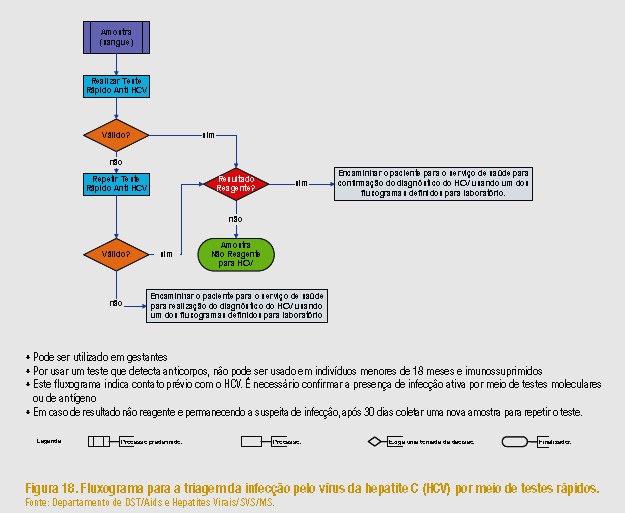 Amostra
(sangue)
Realizar Teste
Rápido Anti HCV
Válido?
sim
não
Repetir Teste
Rápido Anti HCV
Resultado
Reagente?
sim
Encaminhar o paciente para o serviço de saúde para
confirmação do diagnóstico do HCV usando um dos
fluxogramas definidos para laboratório.
não
Amostra
Não Reagente
para HCV
Válido?
sim
não
Encaminhar o paciente para o serviço de saúde
para realização do diagnóstico do HCV usando
um dos fluxogramas definidos para laboratório
+ Pode ser utilizado em gestantes
+ Por usar um teste que detecta anticorpos, não pode ser usado em indivíduos menores de 18 meses e imunossuprimidos
+ Este fluxograma indica contato prévio com o HCV. É necessário confirmar a presença de infecção ativa por meio de testes moleculares
ou de antígeno
+ Em caso de resultado não reagente e permanecendo a suspeita de infecção, após 30 dias coletar uma nova amostra para repetir o teste.
Legenda
Processo predefinido.
Processo.
Exige uma tomada de decisão.
Finalizador.
Figura 18. Fluxograma para a triagem da infecção pelo vírus da hepatite C (HCV) por meio de testes rápidos.
Fonte: Departamento de DST/Aids e Hepatites Virais/SVS/MS.